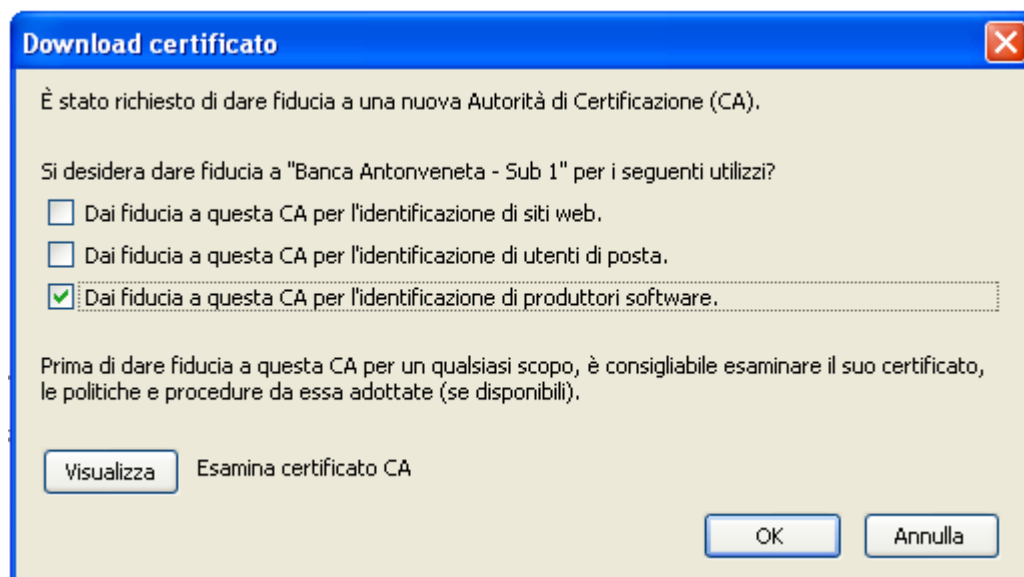 Download certificato
È stato richiesto di dare fiducia a una nuova Autorità di Certificazione (CA).
Si desidera dare fiducia a "Banca Antonveneta - Sub 1" per i seguenti utilizzi?
Dai fiducia a questa CA per l'identificazione di siti web.
Dai fiducia a questa CA per l'identificazione di utenti di posta.
Dai fiducia a questa CA per l'identificazione di produttori software.
Prima di dare fiducia a questa CA per un qualsiasi scopo, è consigliabile esaminare il suo certificato,
le politiche e procedure da essa adottate (se disponibili).
Visualizza Esamina certificato CA
OK Annulla